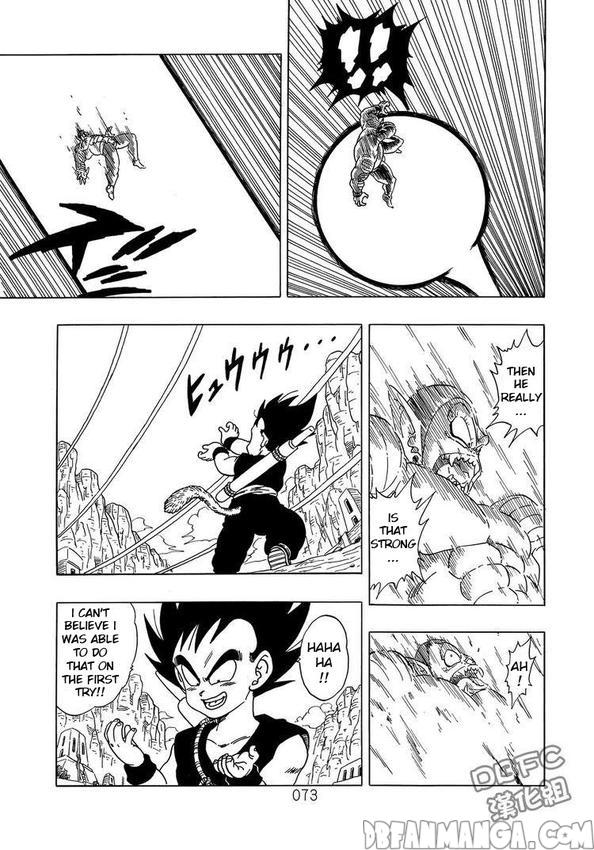 !!
THEN
HE
REALLY
...
IS
THAT
STRONG
...
ヒュウウウ...
AH!
HAHA
HA!!
I CAN'T
BELIEVE I
WAS ABLE
TO DO
THAT ON
THE FIRST
TRY!!
073
DBFC
漢化組
DBFANMANGA.COM